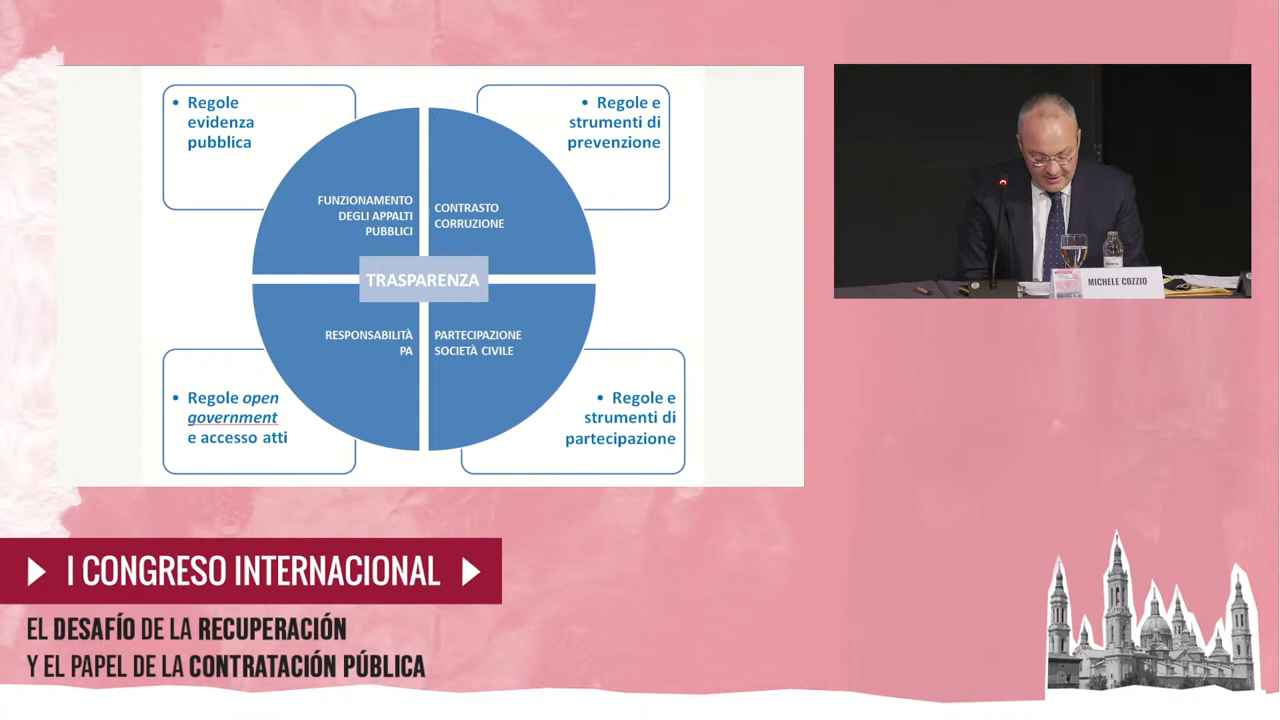 • Regole
evidenza
pubblica
• Regole e
strumenti di
prevenzione
FUNZIONAMENTO
DEGLI APPALTI
PUBBLICI
CONTRASTO
CORRUZIONE
TRASPARENZA
RESPONSABILITÀ
PA
PARTECIPAZIONE
SOCIETÀ CIVILE
• Regole open
government
e accesso atti
• Regole e
strumenti di
partecipazione
MICHELE COZZIO
I CONGRESO INTERNACIONAL
EL DESAFÍO DE LA RECUPERACIÓN
Y EL PAPEL DE LA CONTRATACIÓN PÚBLICA